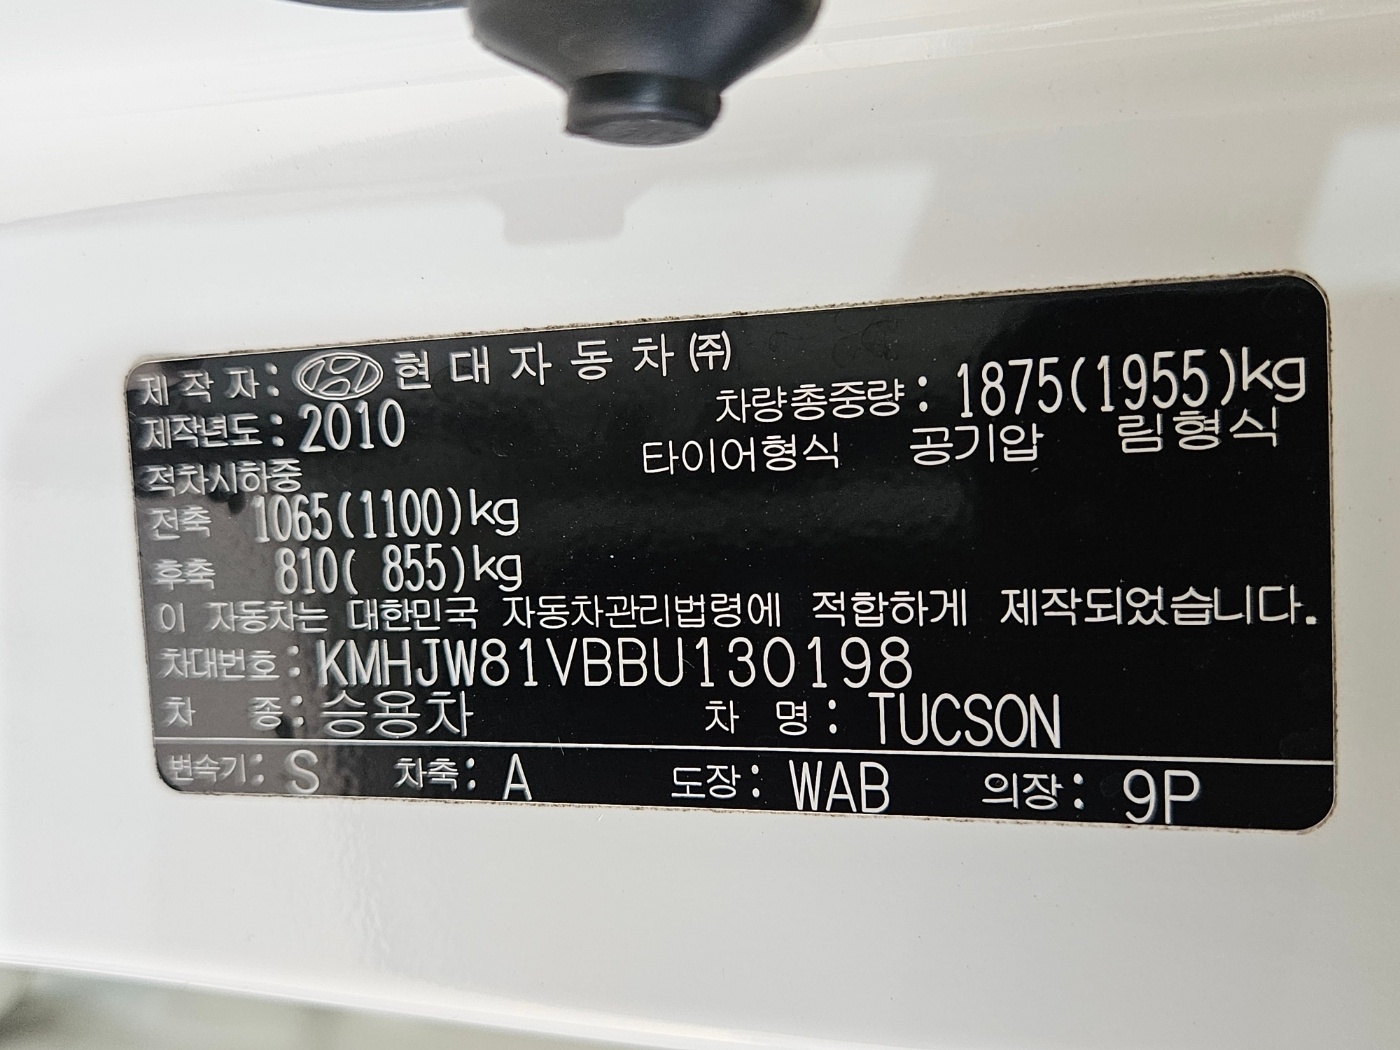 제작자: 현대자동차㈜
차량총중량: 1875(1955)kg
제작년도: 2010
타이어형식 공기압 림형식
적차시하중
전축 1065(1100)kg
후축 810( 855)kg
이 자동차는 대한민국 자동차관리법령에 적합하게 제작되었습니다.
차대번호: KMHJW81VBBU130198
차 종: 승용차 차 명: TUCSON
변속기: S 차축: A 도장: WAB 의장: 9P